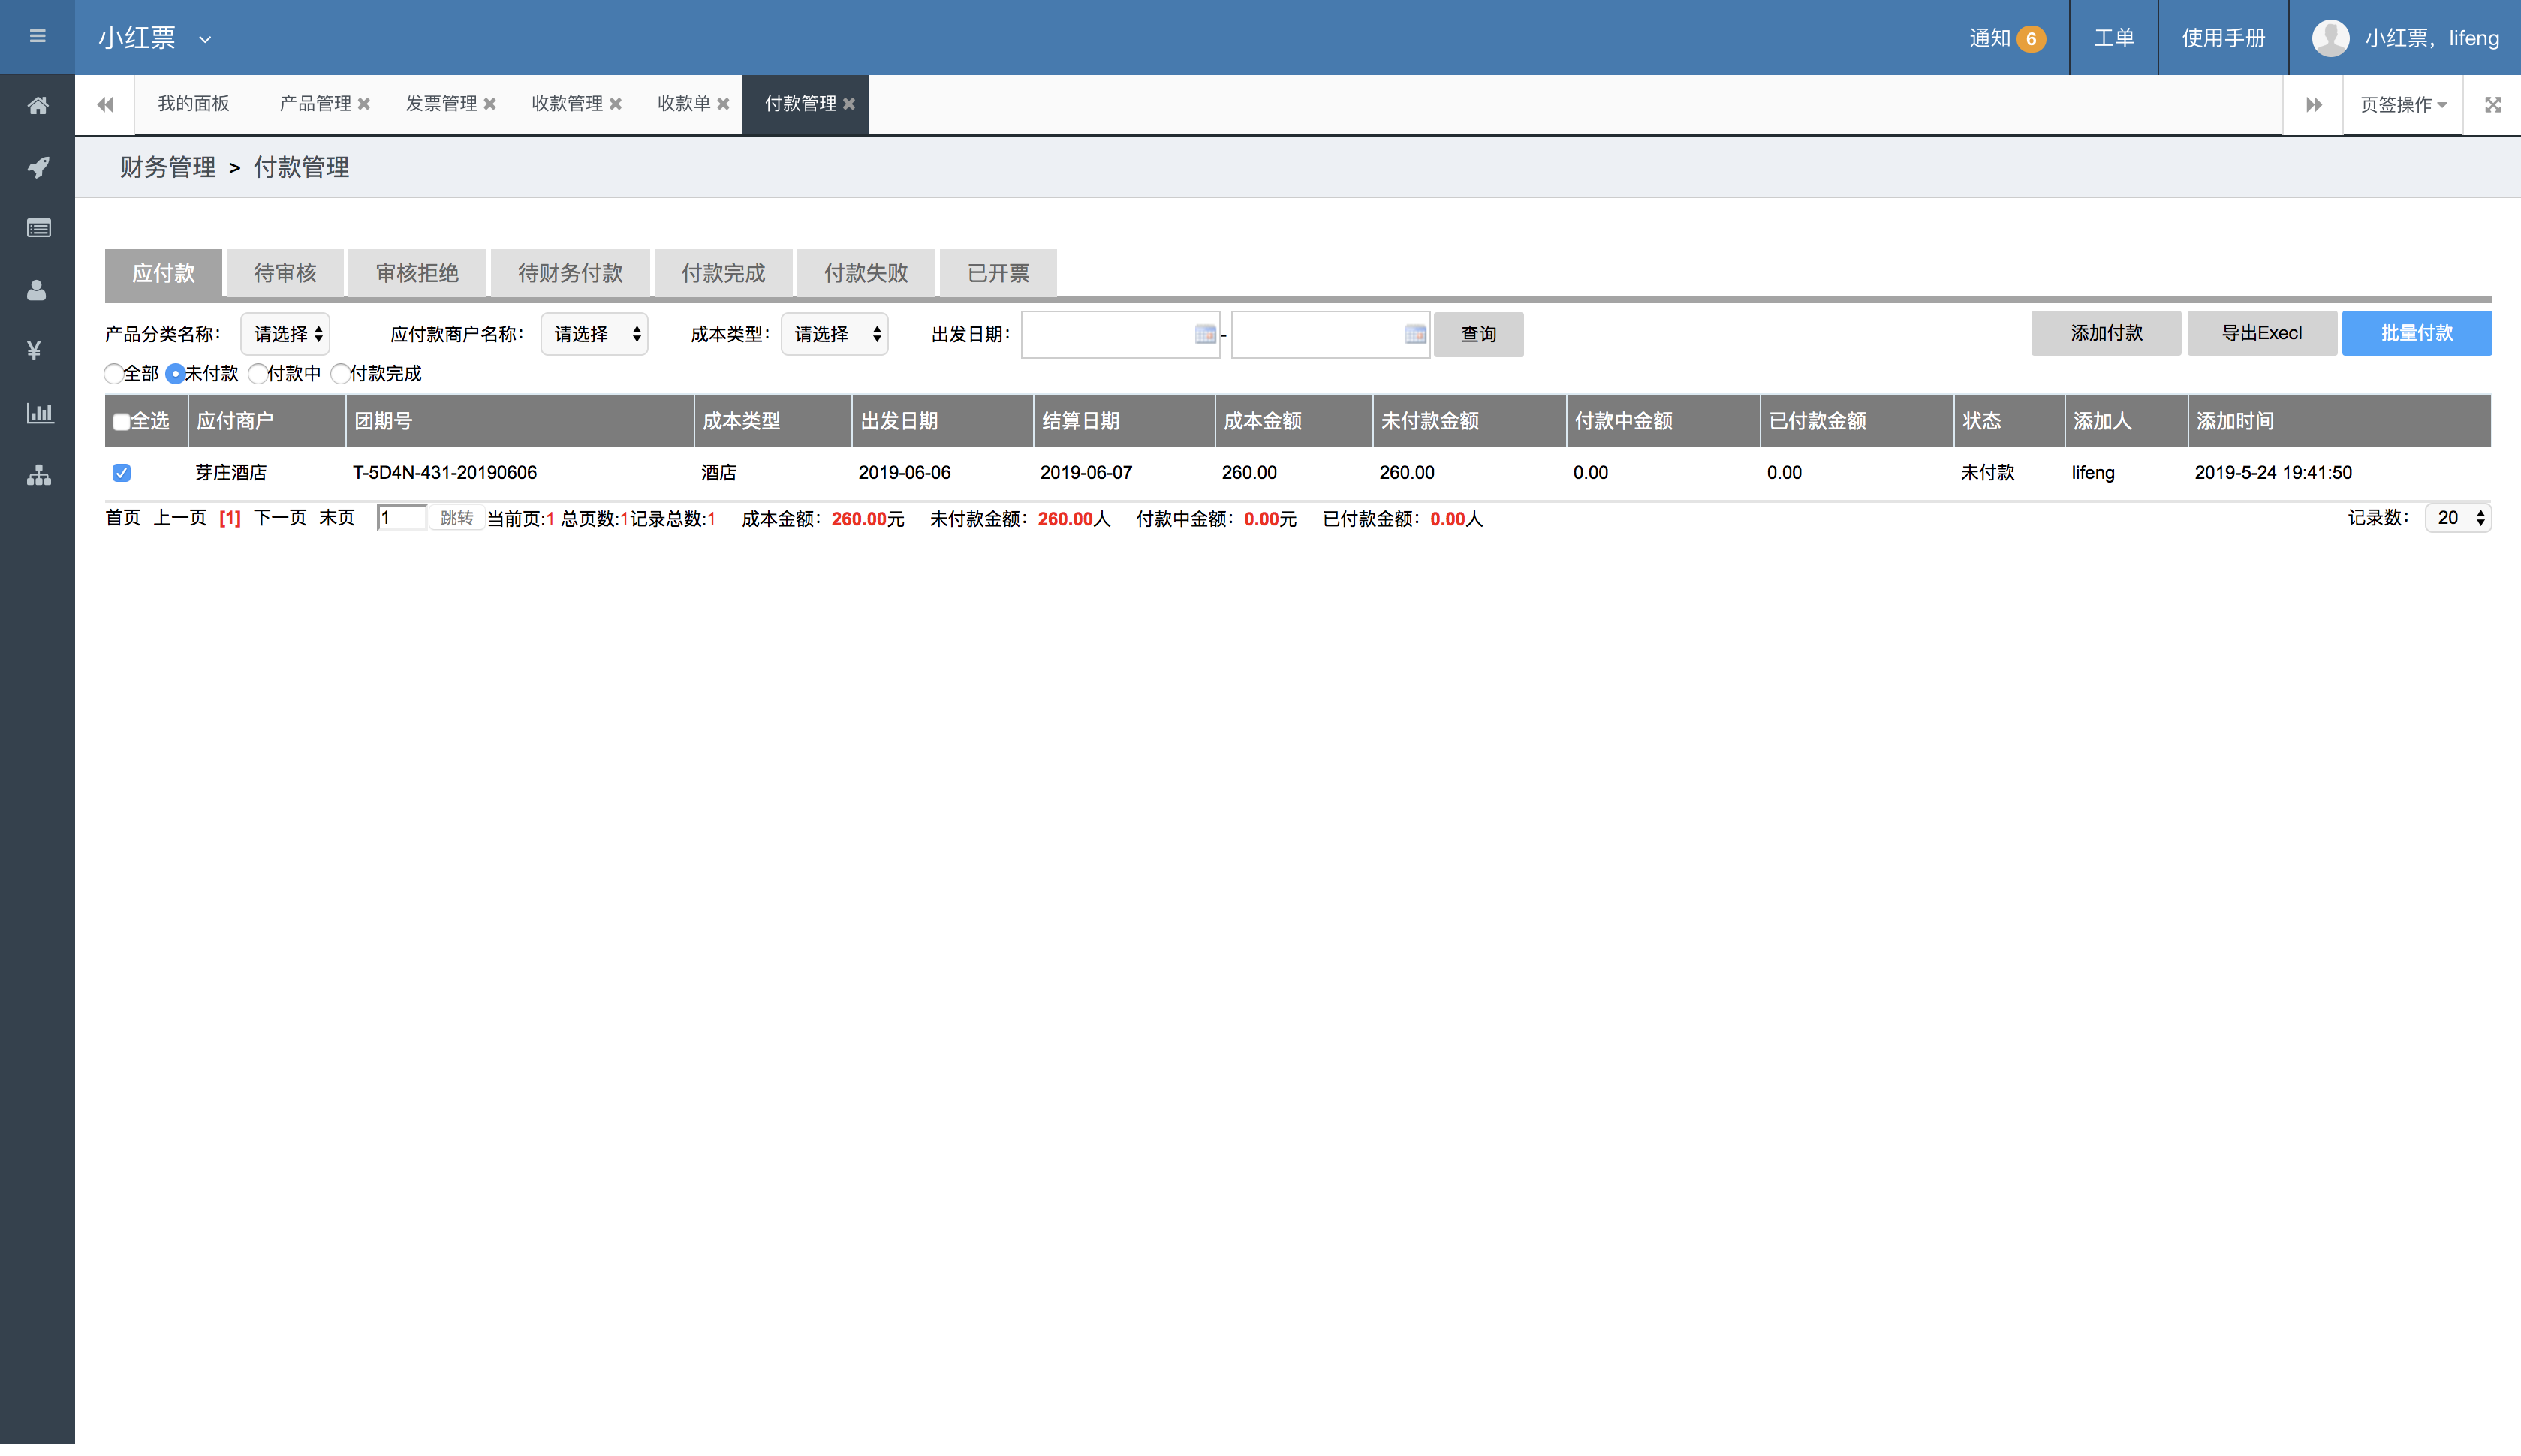 小红票 通知 6 工单 使用手册 小红票，lifeng
我的面板 产品管理 发票管理 收款管理 收款单 付款管理 页签操作
财务管理 > 付款管理
应付款 待审核 审核拒绝 待财务付款 付款完成 付款失败 已开票
产品分类名称： 请选择 应付款商户名称： 请选择 成本类型： 请选择 出发日期： - 查询 添加付款 导出Execl 批量付款
全部 未付款 付款中 付款完成
全选 应付商户 团期号 成本类型 出发日期 结算日期 成本金额 未付款金额 付款中金额 已付款金额 状态 添加人 添加时间
芽庄酒店 T-5D4N-431-20190606 酒店 2019-06-06 2019-06-07 260.00 260.00 0.00 0.00 未付款 lifeng 2019-5-24 19:41:50
首页 上一页 [1] 下一页 末页 1 跳转 当前页:1 总页数:1记录总数:1 成本金额：260.00元 未付款金额：260.00人 付款中金额：0.00元 已付款金额：0.00人 记录数： 20